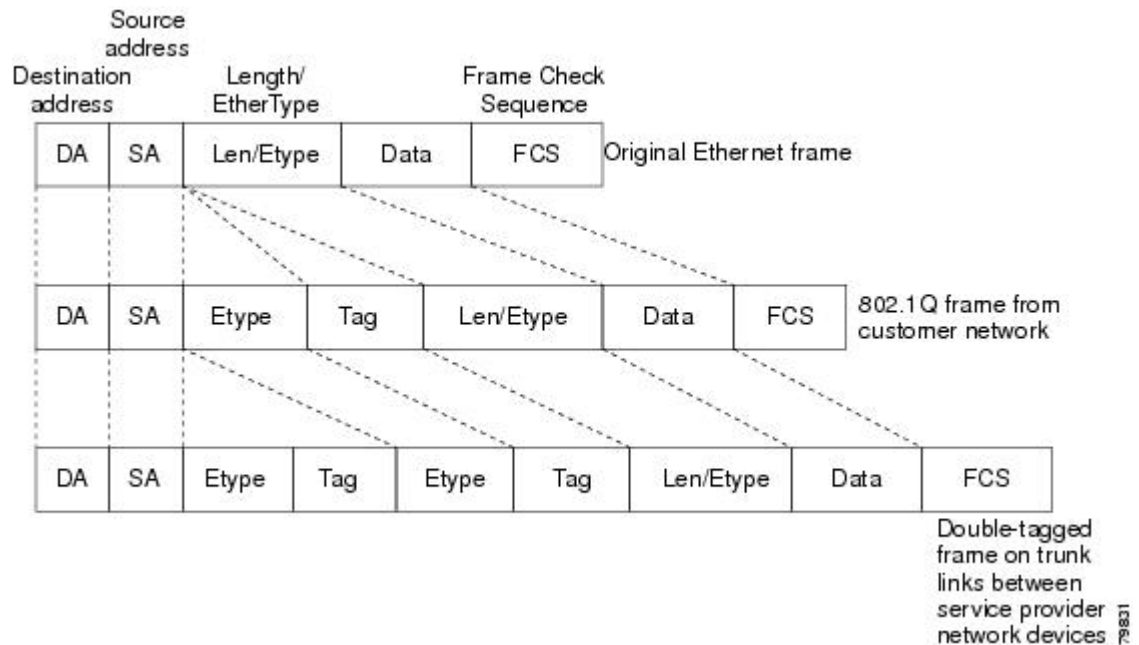 Source
address
Destination
address
Length/
EtherType
Frame Check
Sequence
DA SA Len/Etype Data FCS Original Ethernet frame
DA SA Etype Tag Len/Etype Data FCS
802.1Q frame from
customer network
DA SA Etype Tag Etype Tag Len/Etype Data FCS
Double-tagged
frame on trunk
links between
service provider
network devices
79831